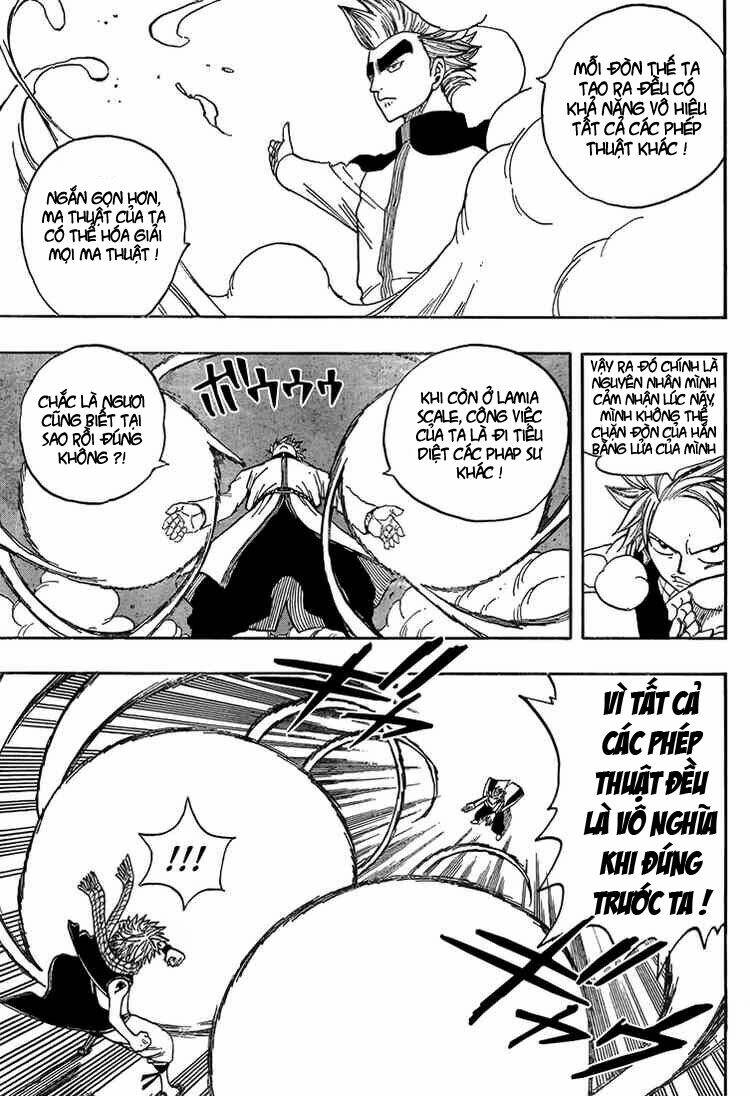 MỖI ĐÒN THẾ TA
TẠO RA ĐỀU CÓ
KHẢ NĂNG VÔ HIỆU
TẤT CẢ CÁC PHÉP
THUẬT KHÁC !
NGẮN GỌN HƠN,
MA THUẬT CỦA TA
CÓ THỂ HÓA GIẢI
MỌI MA THUẬT !
VẬY RA ĐÓ CHÍNH LÀ
NGUYÊN NHÂN MÌNH
CẢM NHẬN LÚC NÃY,
MÌNH KHÔNG THỂ
CHẶN ĐÒN CỦA HẮN
BẰNG LỬA CỦA MÌNH
KHI CÒN Ở LAMIA
SCALE, CÔNG VIỆC
CỦA TA LÀ ĐI TIÊU
DIỆT CÁC PHAP SƯ
KHÁC !
ボゥゥゥ
CHẮC LÀ NGƯƠI
CŨNG BIẾT TẠI
SAO RỒI ĐÚNG
KHÔNG ?!
VÌ TẤT CẢ
CÁC PHÉP
THUẬT ĐỀU
LÀ VÔ NGHĨA
KHI ĐỨNG
TRƯỚC TA !
!!!